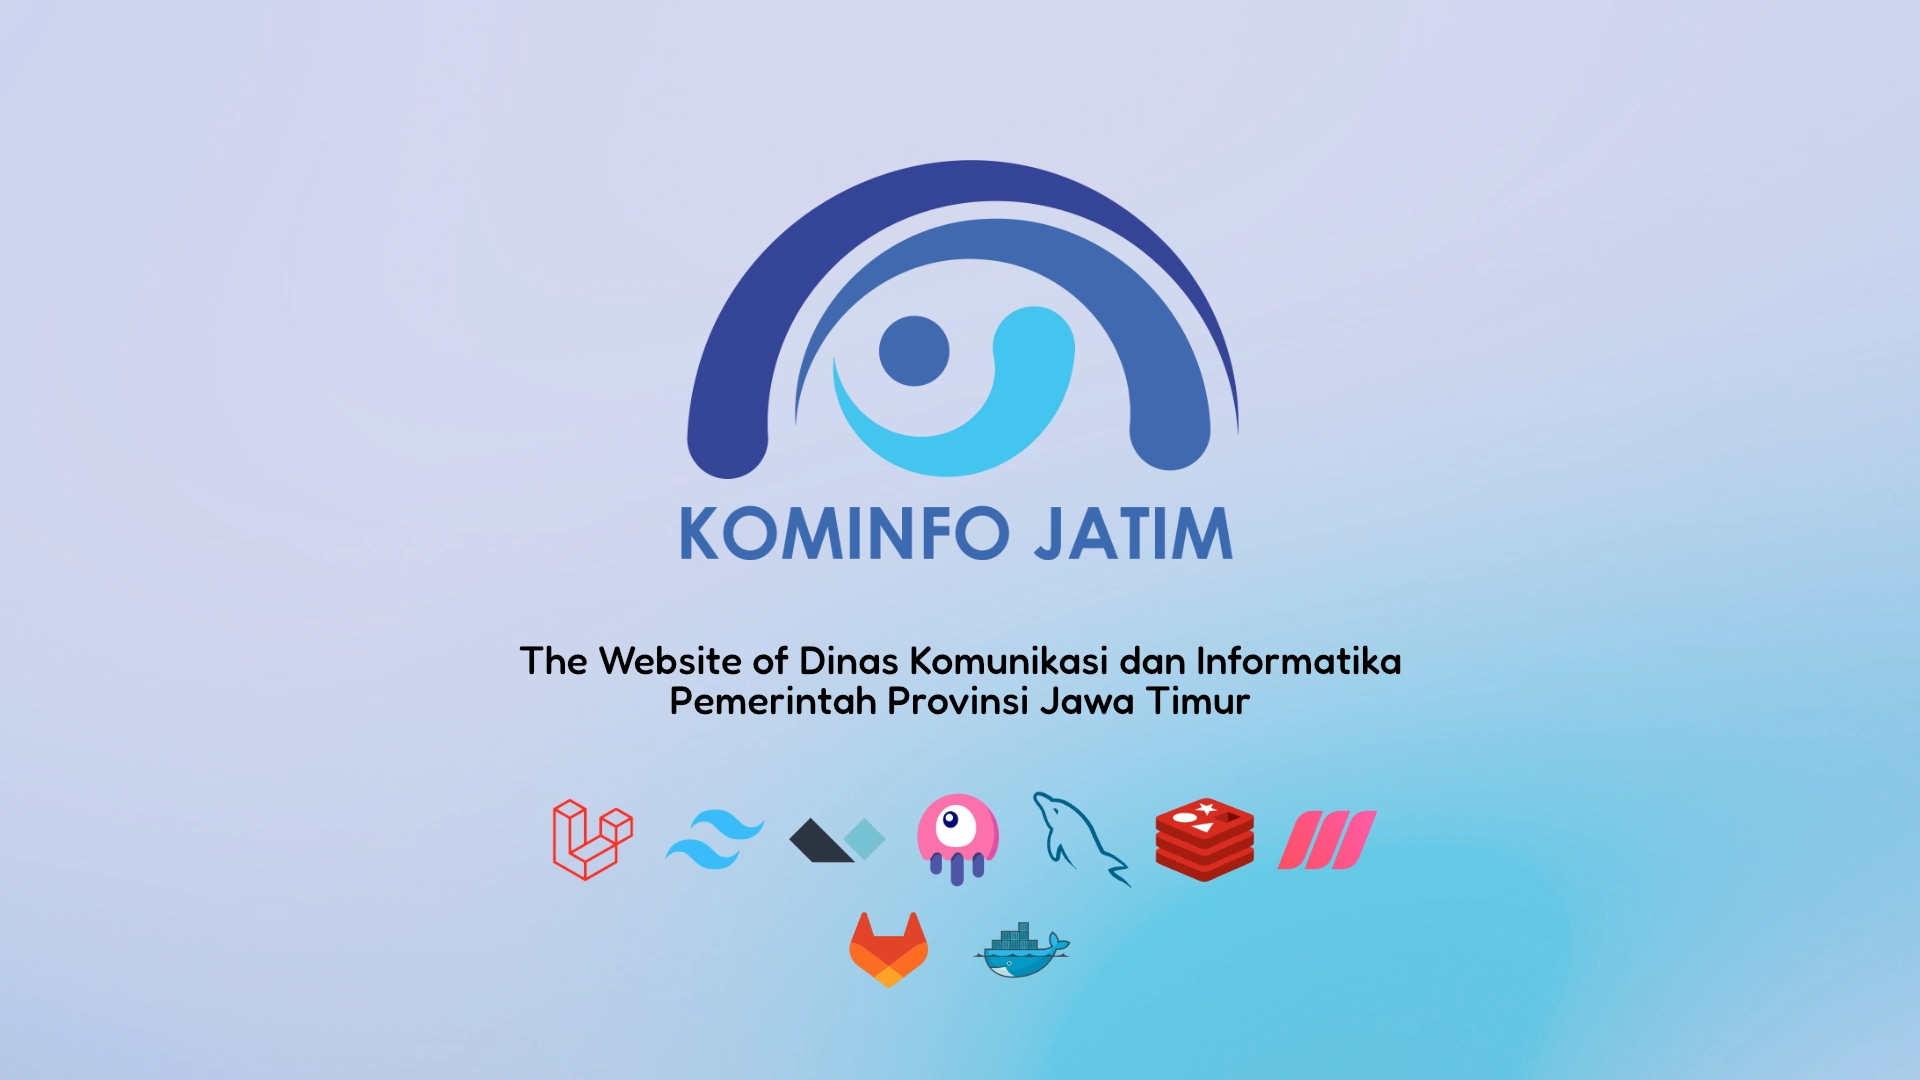 KOMINFO JATIM
The Website of Dinas Komunikasi dan Informatika
Pemerintah Provinsi Jawa Timur